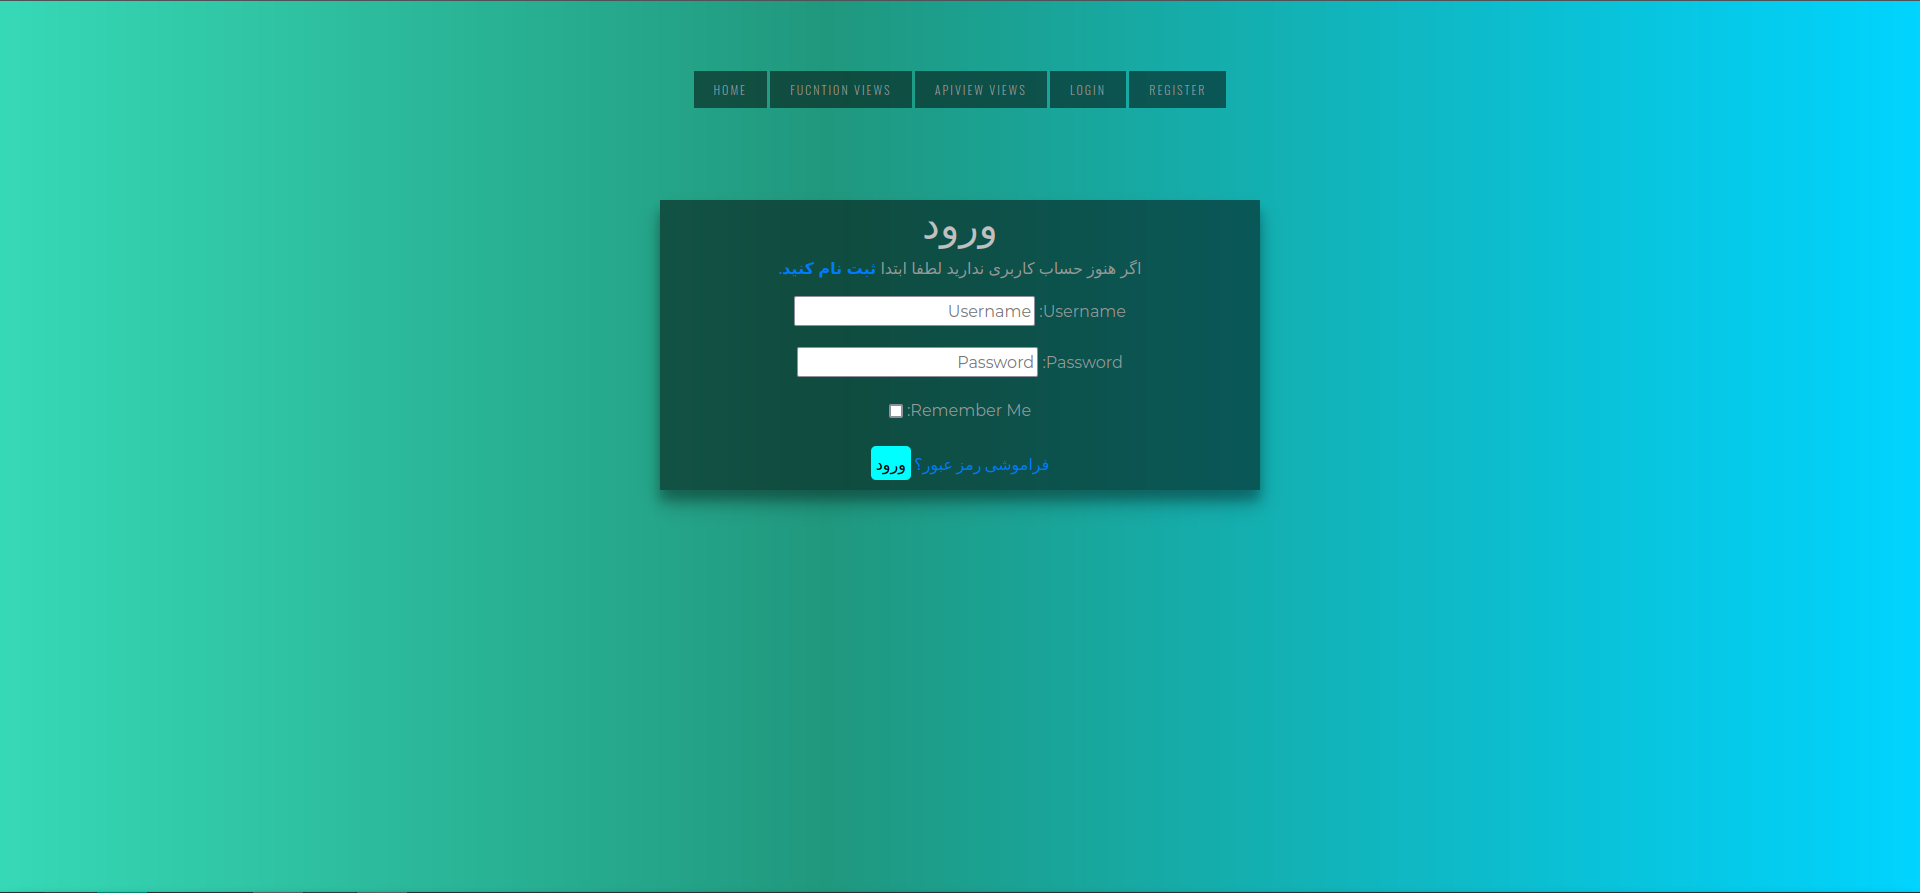 HOME FUCNTION VIEWS APIVIEW VIEWS LOGIN REGISTER
ورود
اگر هنوز حساب کاربری ندارید لطفا ابتدا ثبت نام کنید.
Username: Username
Password: Password
Remember Me:
فراموشی رمز عبور؟ ورود